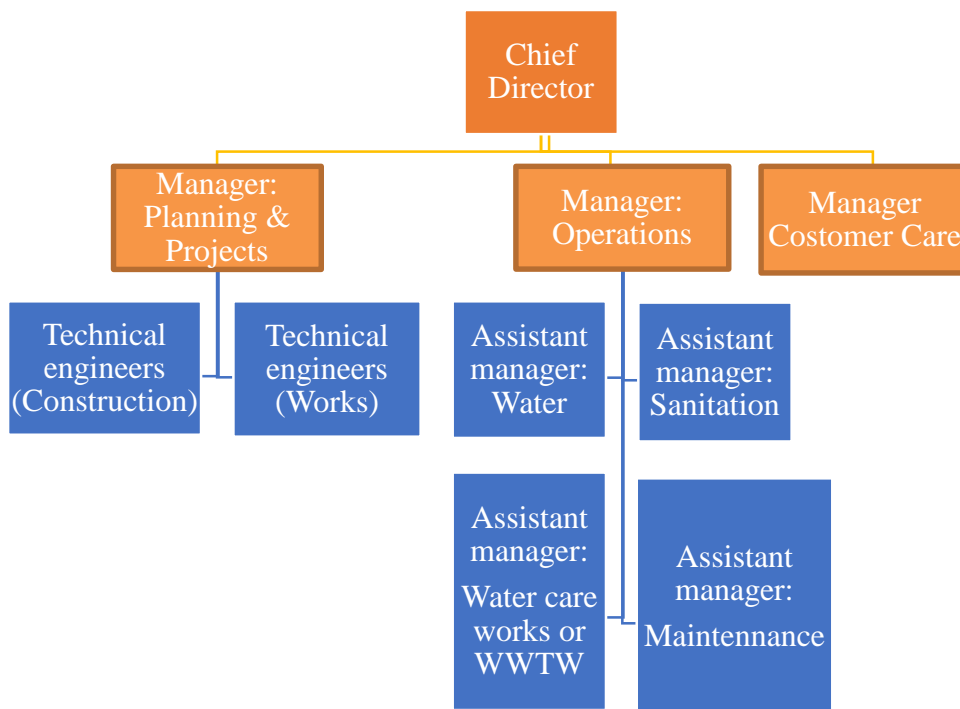 Chief
Director
Manager:
Planning &
Projects
Manager:
Operations
Manager
Costomer Care
Technical
engineers
(Construction)
Technical
engineers
(Works)
Assistant
manager:
Water
Assistant
manager:
Sanitation
Assistant
manager:
Water care
works or
WWTW
Assistant
manager:
Maintennance